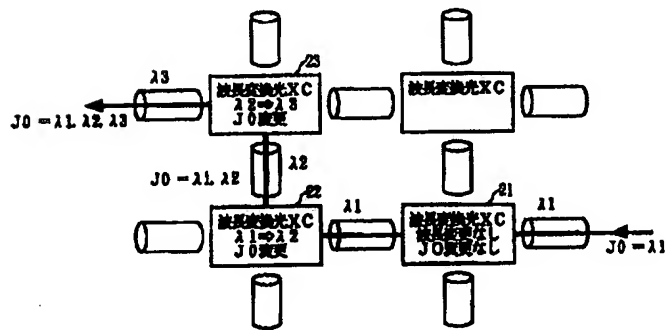 23
λ3
波長変換光XC
λ2⇒λ3
J0変更
波長変換光XC
J0=λ1,λ2,λ3
J0=λ1,λ2
λ2
22
21
波長変換光XC
λ1⇒λ2
J0変更
λ1
波長変換光XC
波長変換なし
J0変更なし
λ1
J0=λ1